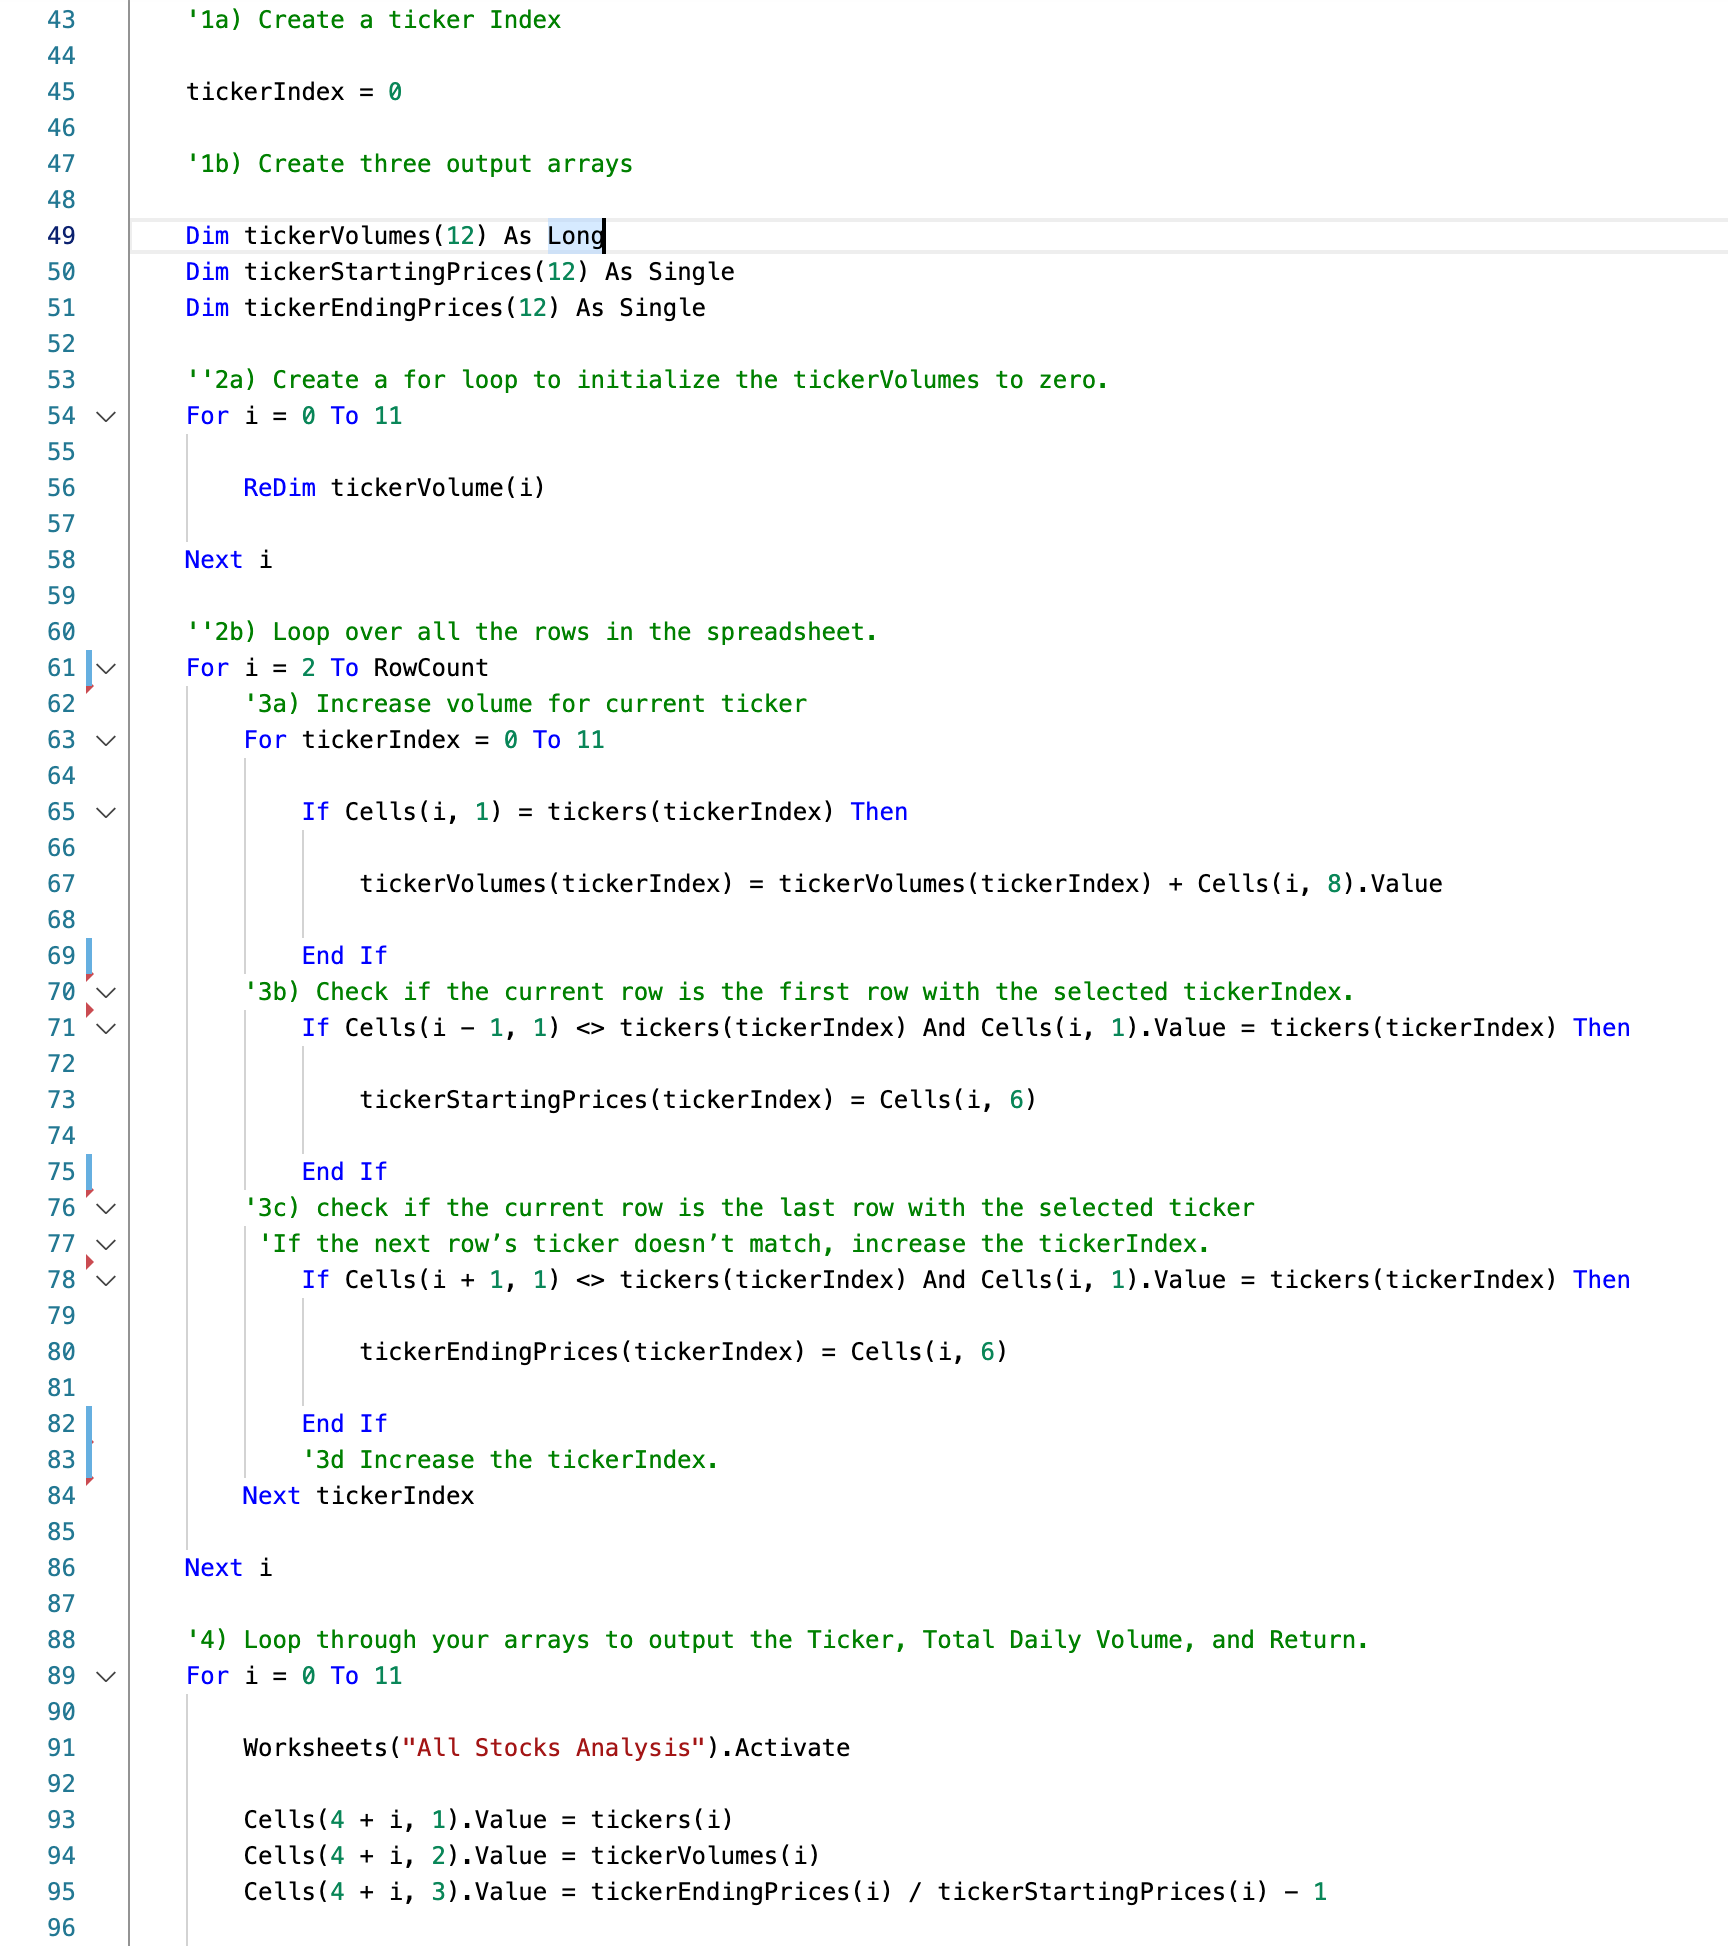 43 '1a) Create a ticker Index
44
45 tickerIndex = 0
46
47 '1b) Create three output arrays
48
49 Dim tickerVolumes(12) As Long
50 Dim tickerStartingPrices(12) As Single
51 Dim tickerEndingPrices(12) As Single
52
53 ''2a) Create a for loop to initialize the tickerVolumes to zero.
54 For i = 0 To 11
55
56 ReDim tickerVolume(i)
57
58 Next i
59
60 ''2b) Loop over all the rows in the spreadsheet.
61 For i = 2 To RowCount
62 '3a) Increase volume for current ticker
63 For tickerIndex = 0 To 11
64
65 If Cells(i, 1) = tickers(tickerIndex) Then
66
67 tickerVolumes(tickerIndex) = tickerVolumes(tickerIndex) + Cells(i, 8).Value
68
69 End If
70 '3b) Check if the current row is the first row with the selected tickerIndex.
71 If Cells(i - 1, 1) <> tickers(tickerIndex) And Cells(i, 1).Value = tickers(tickerIndex) Then
72
73 tickerStartingPrices(tickerIndex) = Cells(i, 6)
74
75 End If
76 '3c) check if the current row is the last row with the selected ticker
77 'If the next row’s ticker doesn’t match, increase the tickerIndex.
78 If Cells(i + 1, 1) <> tickers(tickerIndex) And Cells(i, 1).Value = tickers(tickerIndex) Then
79
80 tickerEndingPrices(tickerIndex) = Cells(i, 6)
81
82 End If
83 '3d Increase the tickerIndex.
84 Next tickerIndex
85
86 Next i
87
88 '4) Loop through your arrays to output the Ticker, Total Daily Volume, and Return.
89 For i = 0 To 11
90
91 Worksheets("All Stocks Analysis").Activate
92
93 Cells(4 + i, 1).Value = tickers(i)
94 Cells(4 + i, 2).Value = tickerVolumes(i)
95 Cells(4 + i, 3).Value = tickerEndingPrices(i) / tickerStartingPrices(i) - 1
96